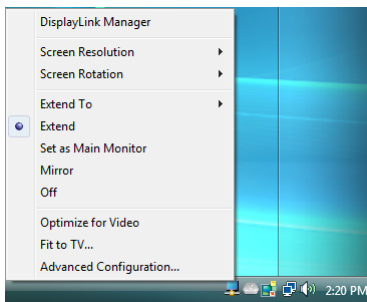 DisplayLink Manager
Screen Resolution
Screen Rotation
Extend To
Extend
Set as Main Monitor
Mirror
Off
Optimize for Video
Fit to TV...
Advanced Configuration...
2:20 PM